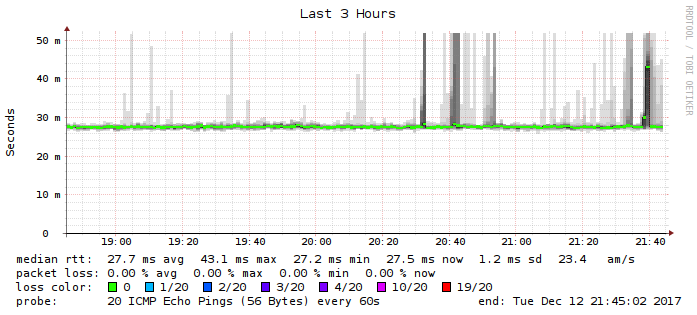 Last 3 Hours
RRDTOOL / TOBI OETIKER
Seconds
50 m
40 m
30 m
20 m
10 m
0
19:00 19:20 19:40 20:00 20:20 20:40 21:00 21:20 21:40
median rtt: 27.7 ms avg 43.1 ms max 27.2 ms min 27.5 ms now 1.2 ms sd 23.4 am/s
packet loss: 0.00 % avg 0.00 % max 0.00 % min 0.00 % now
loss color: 0 1/20 2/20 3/20 4/20 10/20 19/20
probe: 20 ICMP Echo Pings (56 Bytes) every 60s end: Tue Dec 12 21:45:02 2017